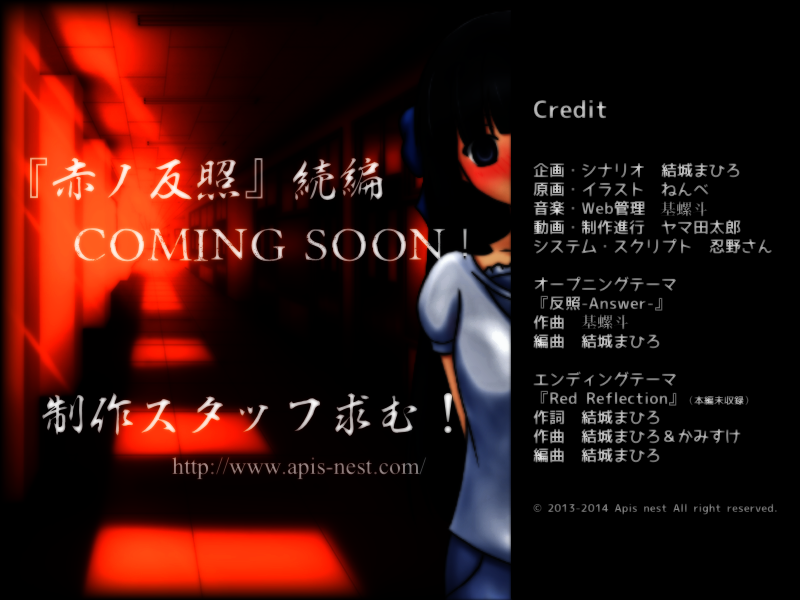 『赤ノ反照』続編
COMING SOON!
制作スタッフ求む！
http://www.apis-nest.com/
Credit
企画・シナリオ　結城まひろ
原画・イラスト　ねんべ
音楽・Web管理　基螺斗
動画・制作進行　ヤマ田太郎
システム・スクリプト　忍野さん
オープニングテーマ
『反照-Answer-』
作曲　基螺斗
編曲　結城まひろ
エンディングテーマ
『Red Reflection』（本編未収録）
作詞　結城まひろ
作曲　結城まひろ＆かみすけ
編曲　結城まひろ
© 2013-2014 Apis nest All right reserved.